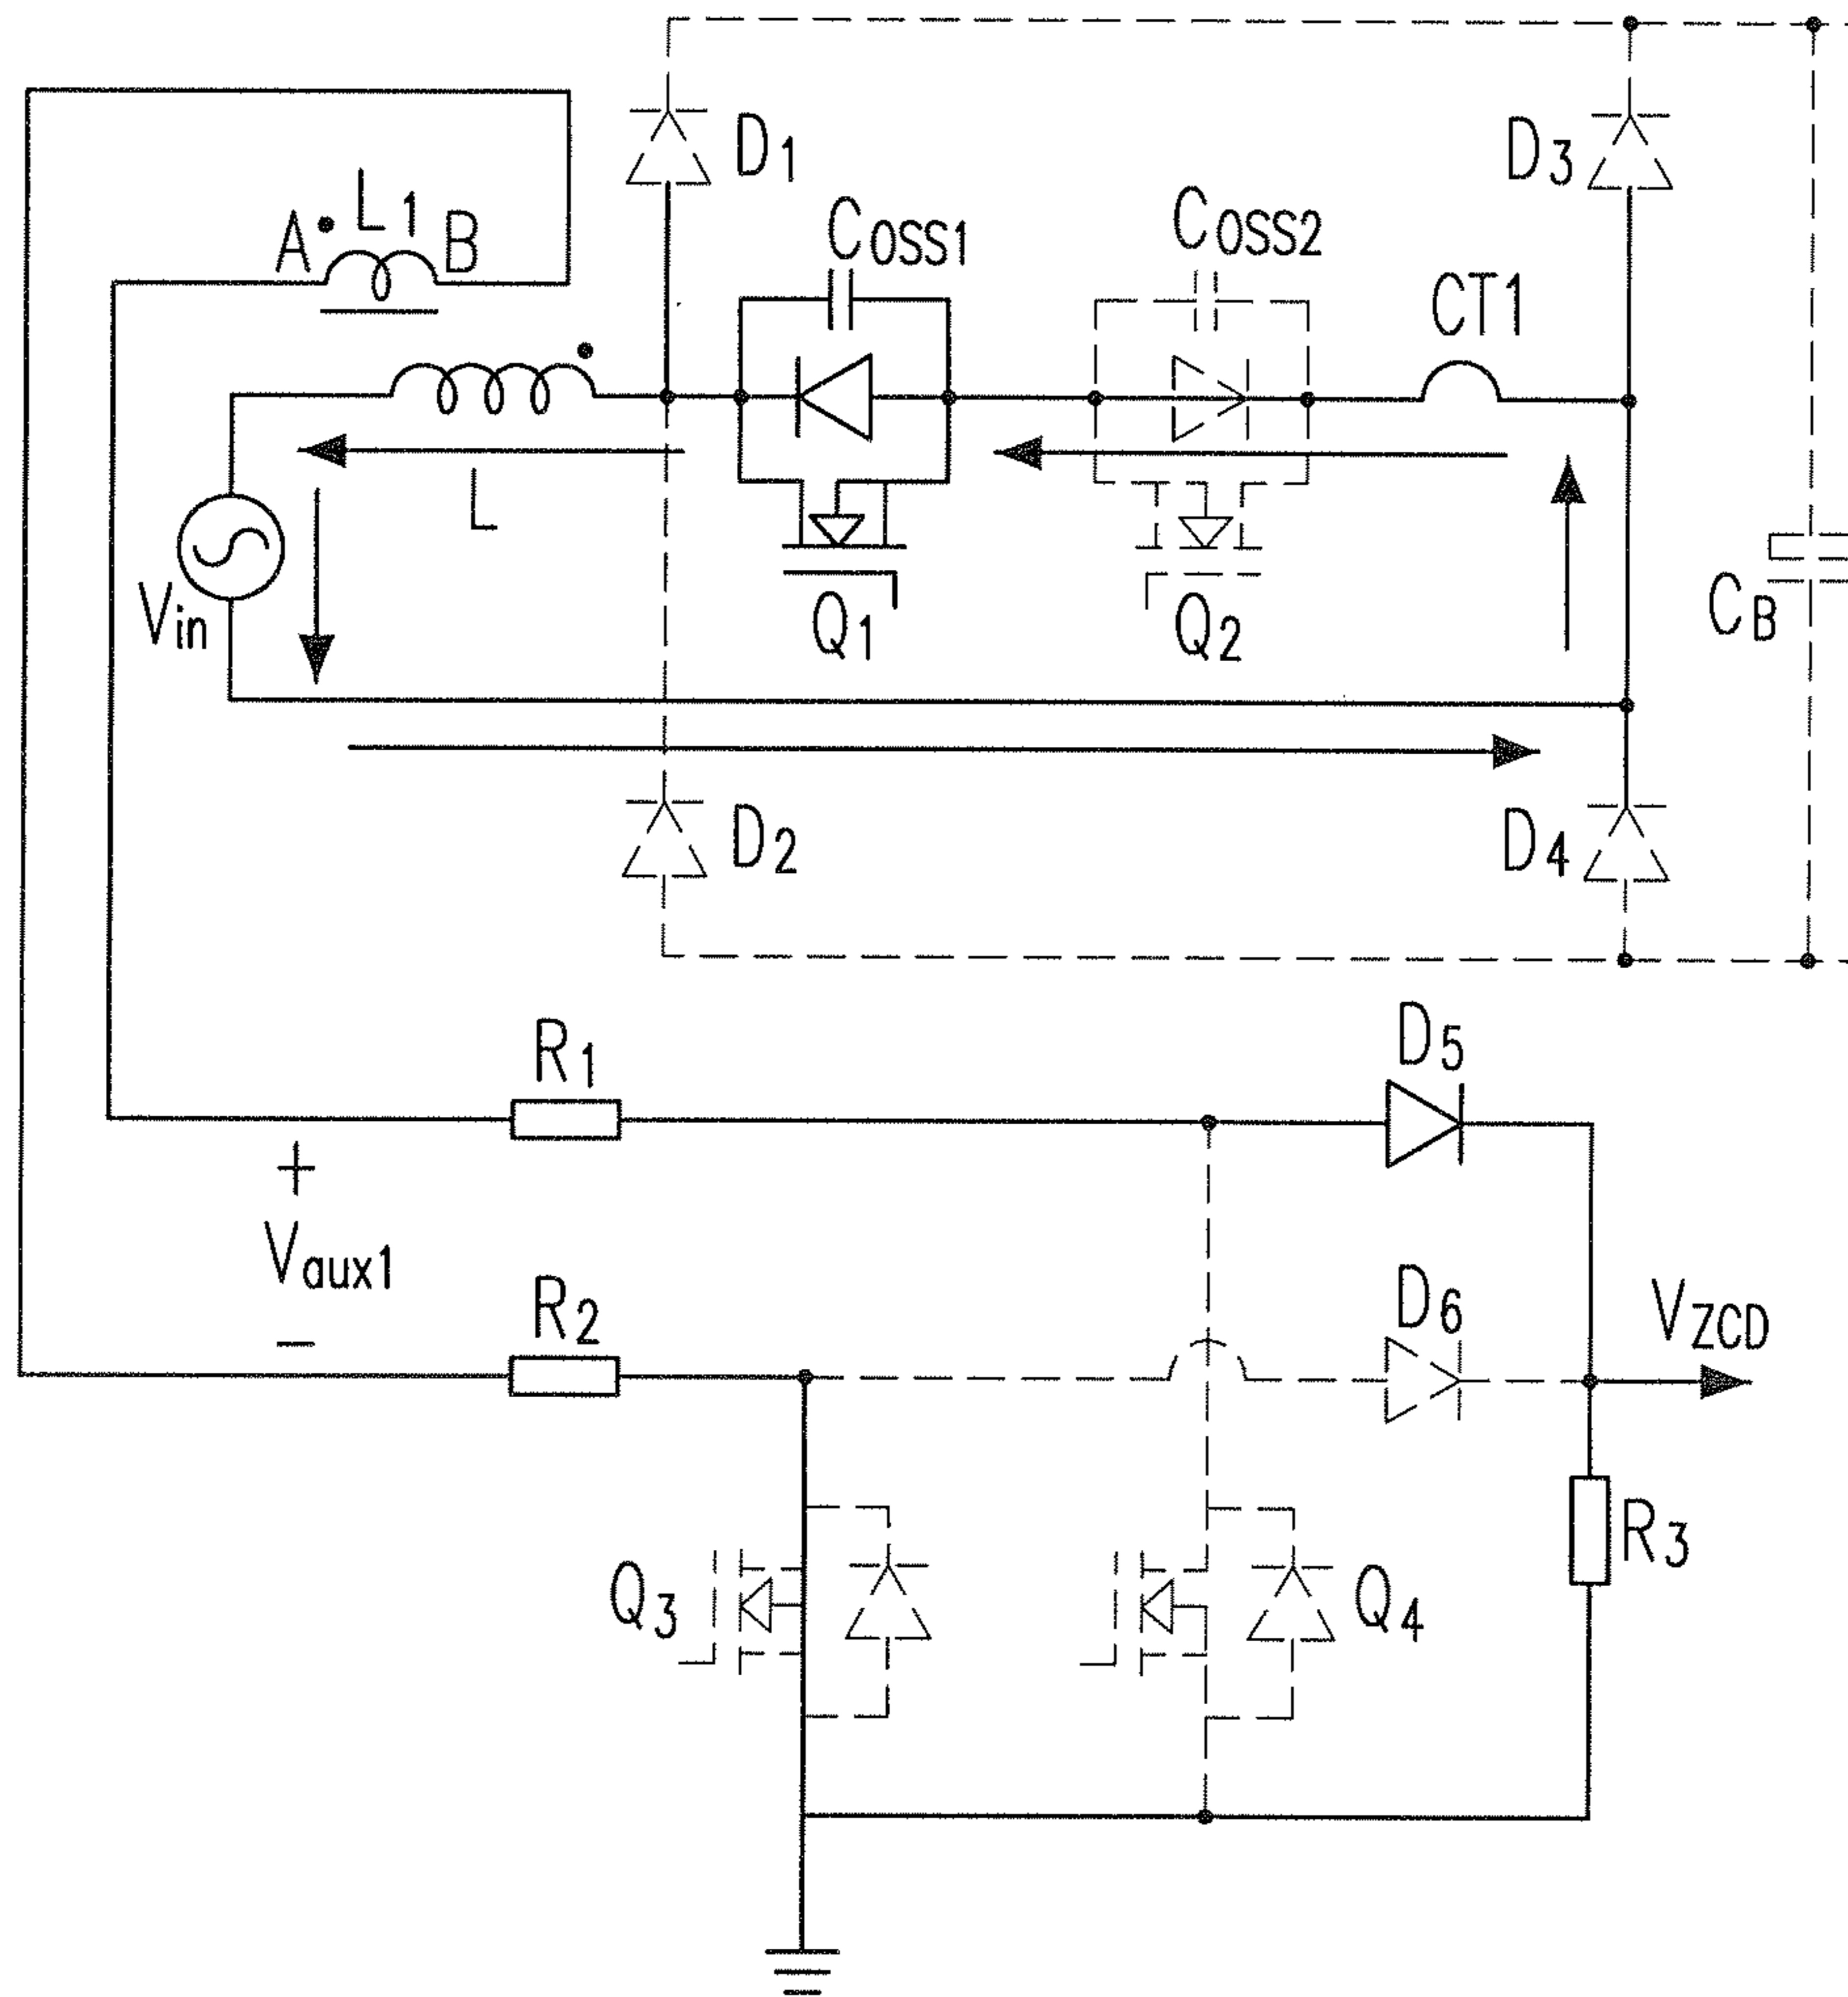 D1
D3
A L1 B
COSS1
COSS2
CT1
L
Vin
Q1
Q2
CB
D2
D4
R1
D5
+
Vaux1
−
R2
D6
VZCD
Q3
Q4
R3